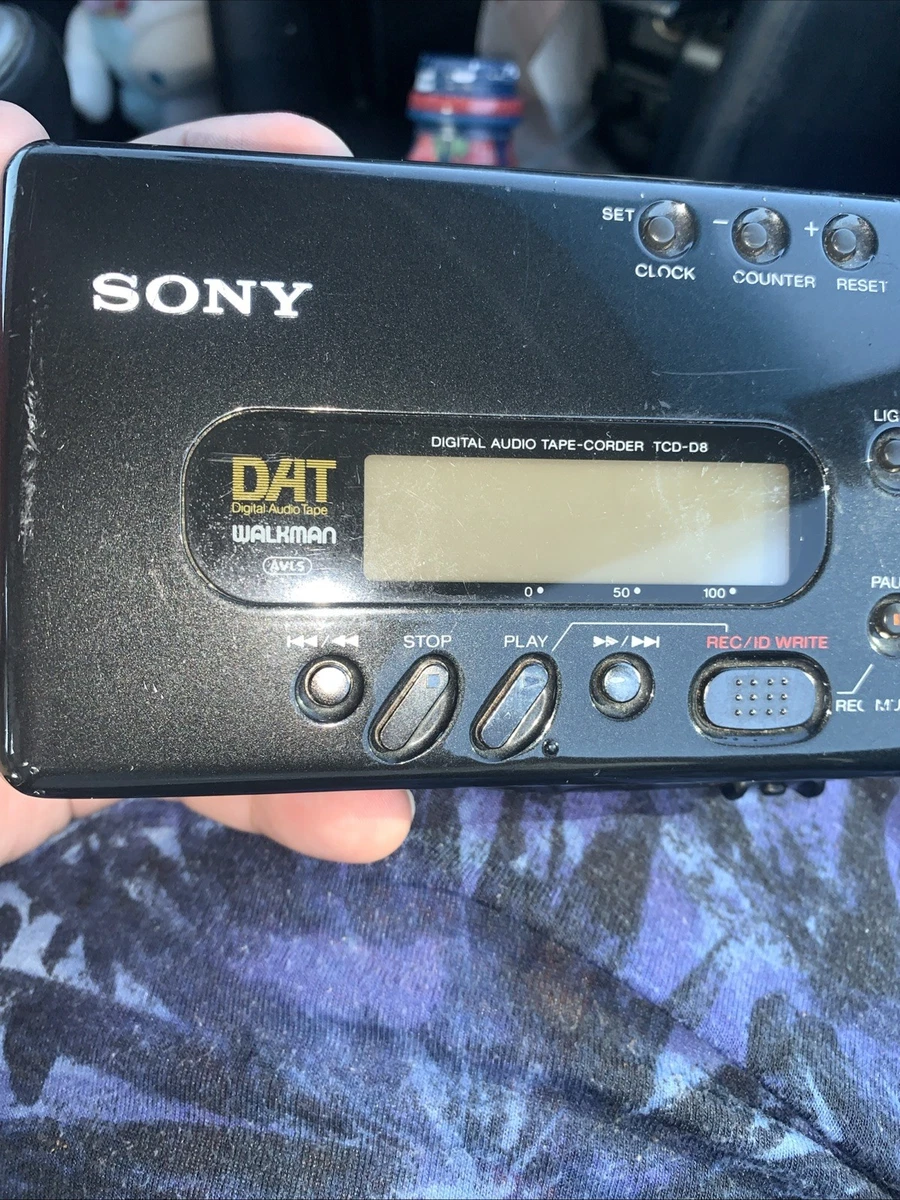 SET
- +
CLOCK COUNTER RESET
SONY
DIGITAL AUDIO TAPE-CORDER TCD-D8
DAT
Digital Audio Tape
WALKMAN
AVLS
0 50 100
STOP PLAY REC/ID WRITE